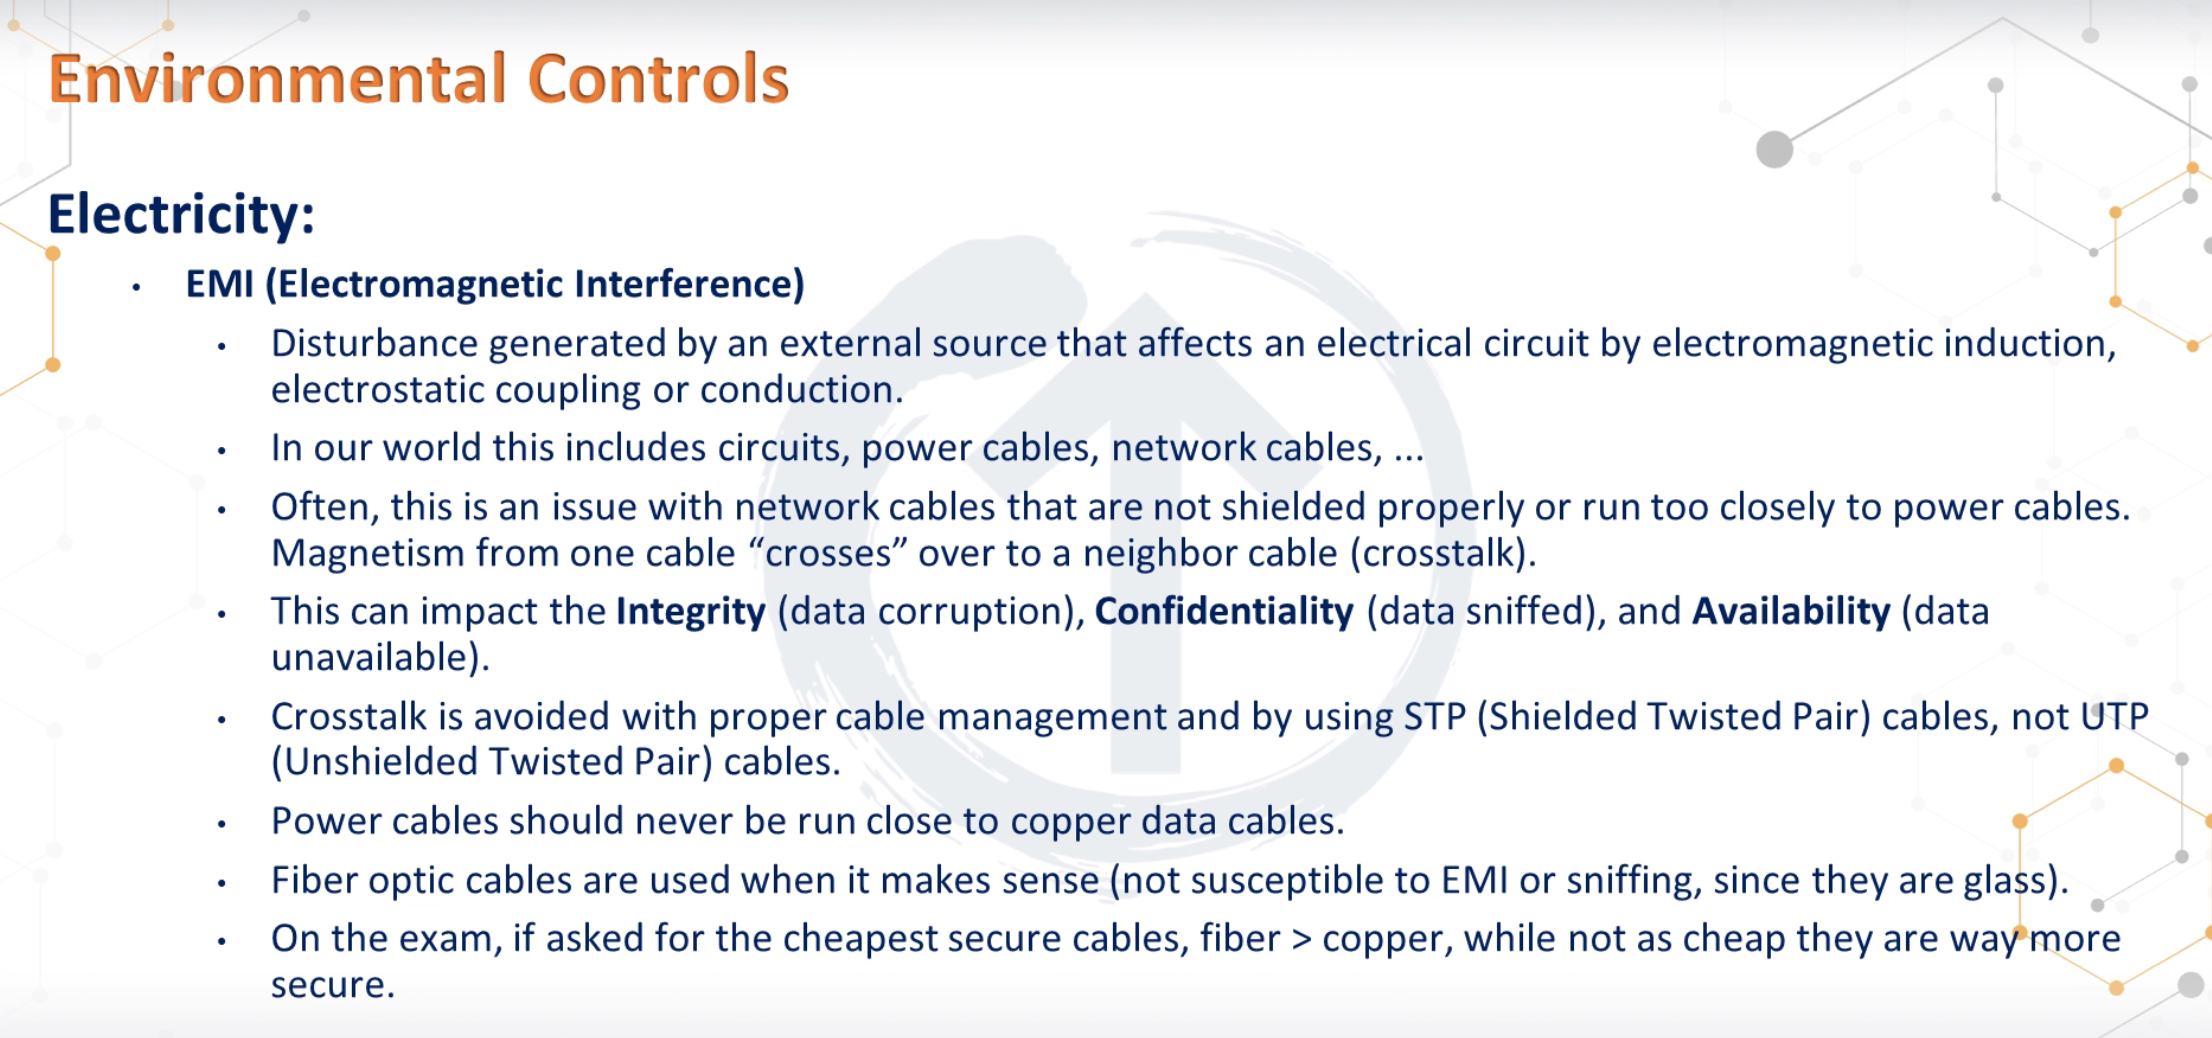 Environmental Controls
Electricity:
• EMI (Electromagnetic Interference)
• Disturbance generated by an external source that affects an electrical circuit by electromagnetic induction,
electrostatic coupling or conduction.
• In our world this includes circuits, power cables, network cables, ...
• Often, this is an issue with network cables that are not shielded properly or run too closely to power cables.
Magnetism from one cable “crosses” over to a neighbor cable (crosstalk).
• This can impact the Integrity (data corruption), Confidentiality (data sniffed), and Availability (data
unavailable).
• Crosstalk is avoided with proper cable management and by using STP (Shielded Twisted Pair) cables, not UTP
(Unshielded Twisted Pair) cables.
• Power cables should never be run close to copper data cables.
• Fiber optic cables are used when it makes sense (not susceptible to EMI or sniffing, since they are glass).
• On the exam, if asked for the cheapest secure cables, fiber > copper, while not as cheap they are way more
secure.